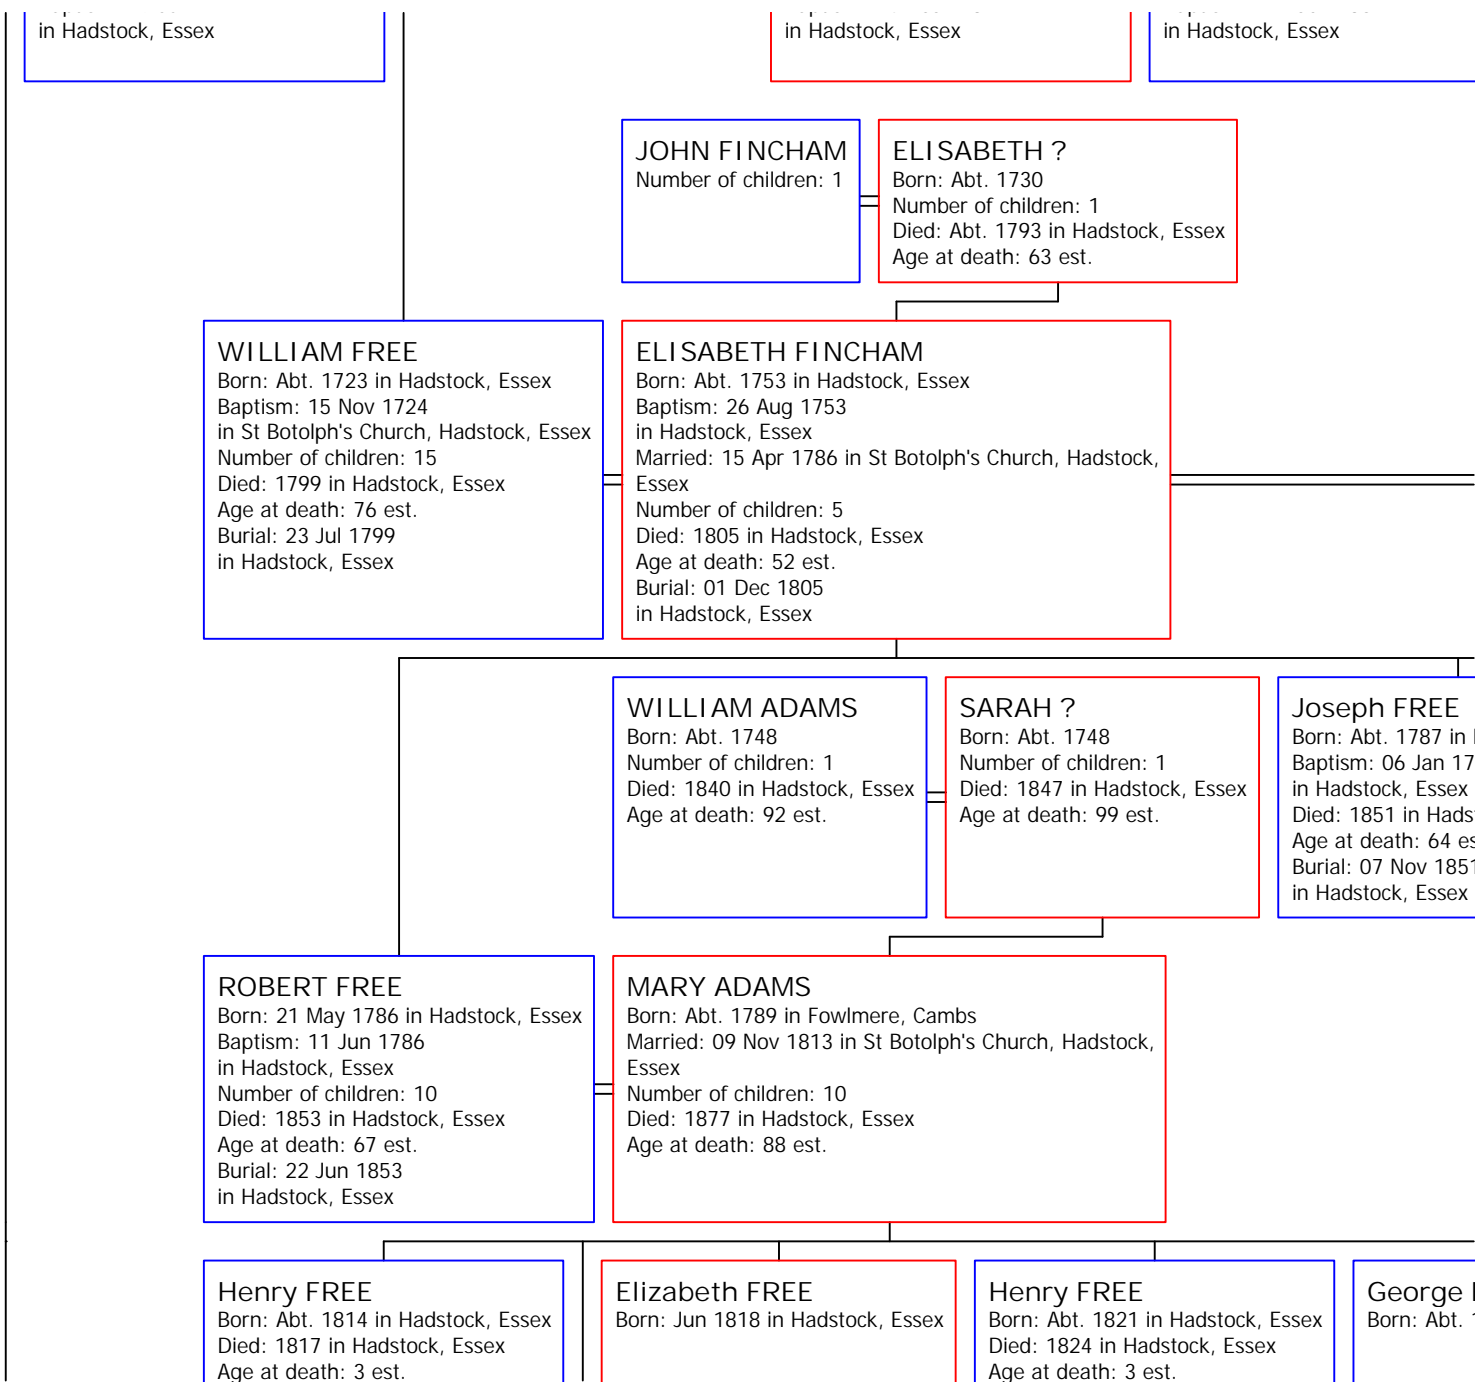 in Hadstock, Essex
in Hadstock, Essex
in Hadstock, Essex
JOHN FINCHAM
Number of children: 1
ELISABETH ?
Born: Abt. 1730
Number of children: 1
Died: Abt. 1793 in Hadstock, Essex
Age at death: 63 est.
WILLIAM FREE
Born: Abt. 1723 in Hadstock, Essex
Baptism: 15 Nov 1724
in St Botolph's Church, Hadstock, Essex
Number of children: 15
Died: 1799 in Hadstock, Essex
Age at death: 76 est.
Burial: 23 Jul 1799
in Hadstock, Essex
ELISABETH FINCHAM
Born: Abt. 1753 in Hadstock, Essex
Baptism: 26 Aug 1753
in Hadstock, Essex
Married: 15 Apr 1786 in St Botolph's Church, Hadstock,
Essex
Number of children: 5
Died: 1805 in Hadstock, Essex
Age at death: 52 est.
Burial: 01 Dec 1805
in Hadstock, Essex
WILLIAM ADAMS
Born: Abt. 1748
Number of children: 1
Died: 1840 in Hadstock, Essex
Age at death: 92 est.
SARAH ?
Born: Abt. 1748
Number of children: 1
Died: 1847 in Hadstock, Essex
Age at death: 99 est.
Joseph FREE
Born: Abt. 1787 in
Baptism: 06 Jan 17
in Hadstock, Essex
Died: 1851 in Hads
Age at death: 64 es
Burial: 07 Nov 1851
in Hadstock, Essex
ROBERT FREE
Born: 21 May 1786 in Hadstock, Essex
Baptism: 11 Jun 1786
in Hadstock, Essex
Number of children: 10
Died: 1853 in Hadstock, Essex
Age at death: 67 est.
Burial: 22 Jun 1853
in Hadstock, Essex
MARY ADAMS
Born: Abt. 1789 in Fowlmere, Cambs
Married: 09 Nov 1813 in St Botolph's Church, Hadstock,
Essex
Number of children: 10
Died: 1877 in Hadstock, Essex
Age at death: 88 est.
Henry FREE
Born: Abt. 1814 in Hadstock, Essex
Died: 1817 in Hadstock, Essex
Age at death: 3 est.
Elizabeth FREE
Born: Jun 1818 in Hadstock, Essex
Henry FREE
Born: Abt. 1821 in Hadstock, Essex
Died: 1824 in Hadstock, Essex
Age at death: 3 est.
George
Born: Abt.